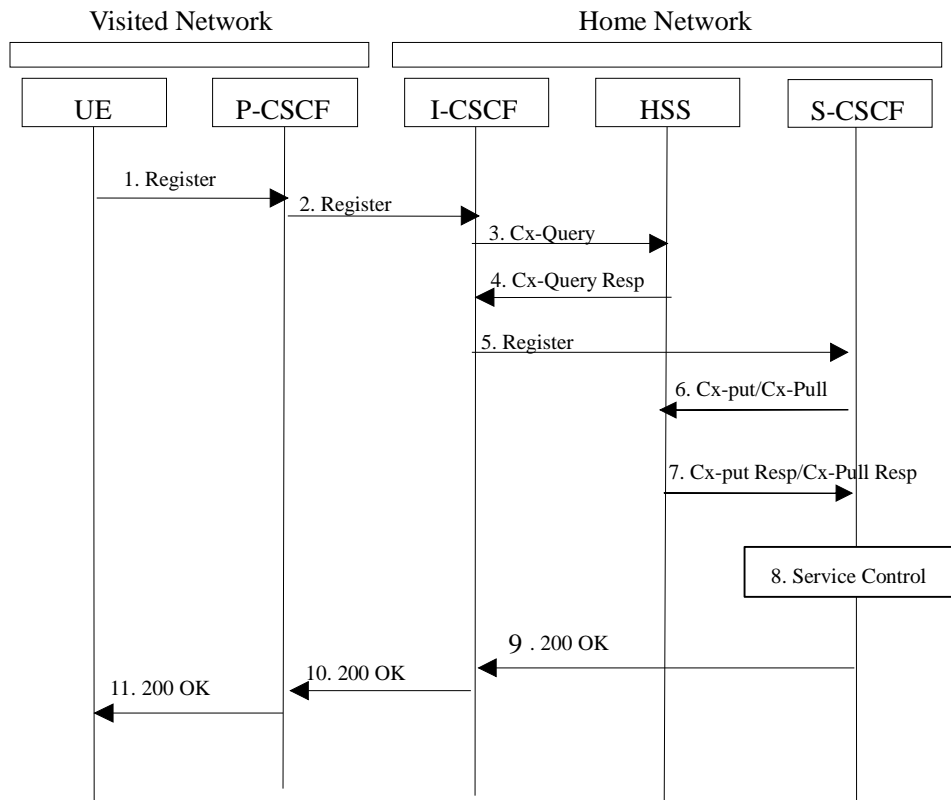 Visited Network
Home Network
UE
P-CSCF
I-CSCF
HSS
S-CSCF
1. Register
2. Register
3. Cx-Query
4. Cx-Query Resp
5. Register
6. Cx-put/Cx-Pull
7. Cx-put Resp/Cx-Pull Resp
8. Service Control
9 . 200 OK
10. 200 OK
11. 200 OK